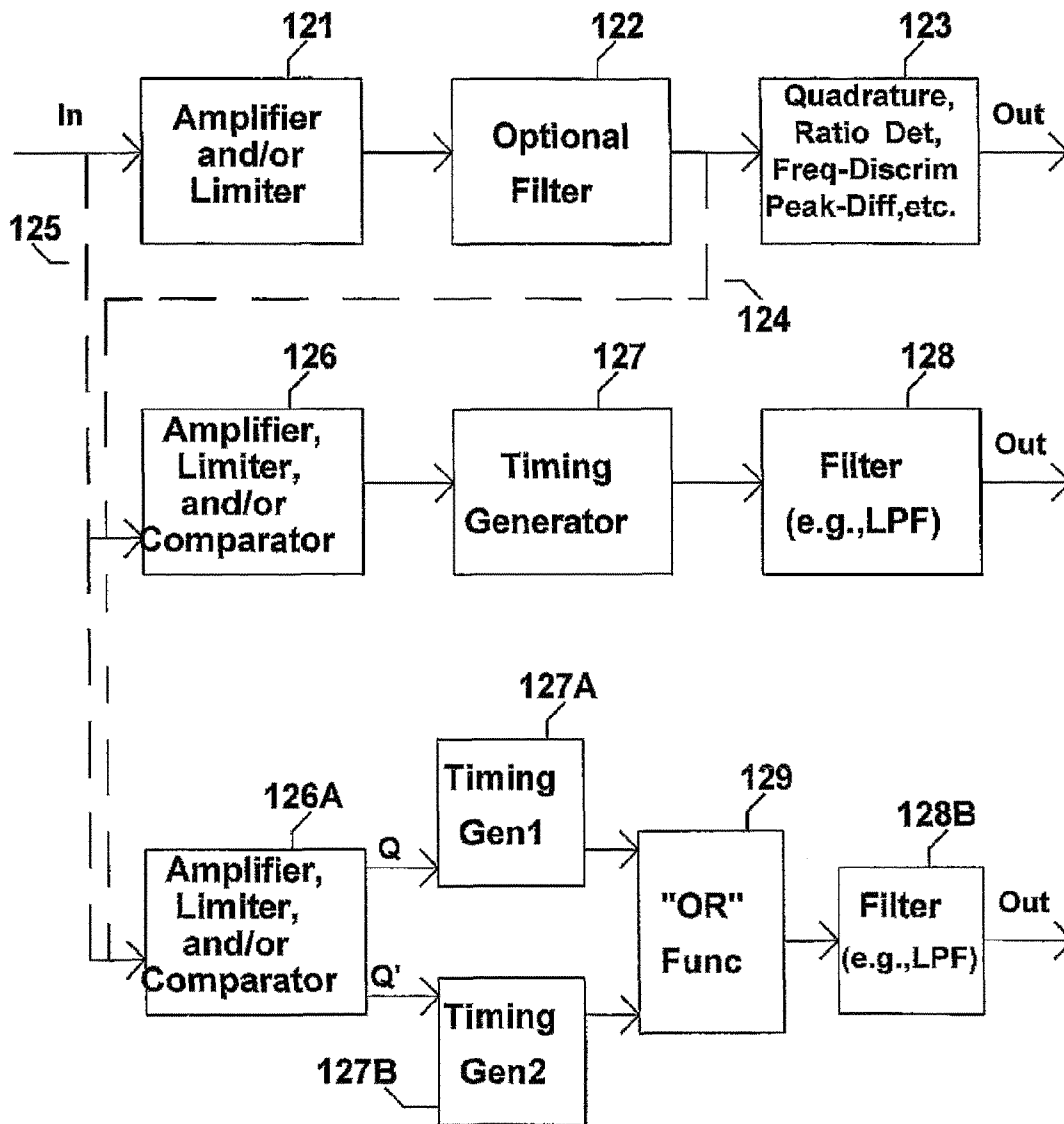 121
122
123
In
Amplifier
and/or
Limiter
Optional
Filter
Quadrature,
Ratio Det,
Freq-Discrim
Peak-Diff,etc.
Out
125
124
126
127
128
Amplifier,
Limiter,
and/or
Comparator
Timing
Generator
Filter
(e.g.,LPF)
Out
127A
126A
129
128B
Amplifier,
Limiter,
and/or
Comparator
Q
Q'
Timing
Gen1
Timing
Gen2
127B
"OR"
Func
Filter
(e.g.,LPF)
Out